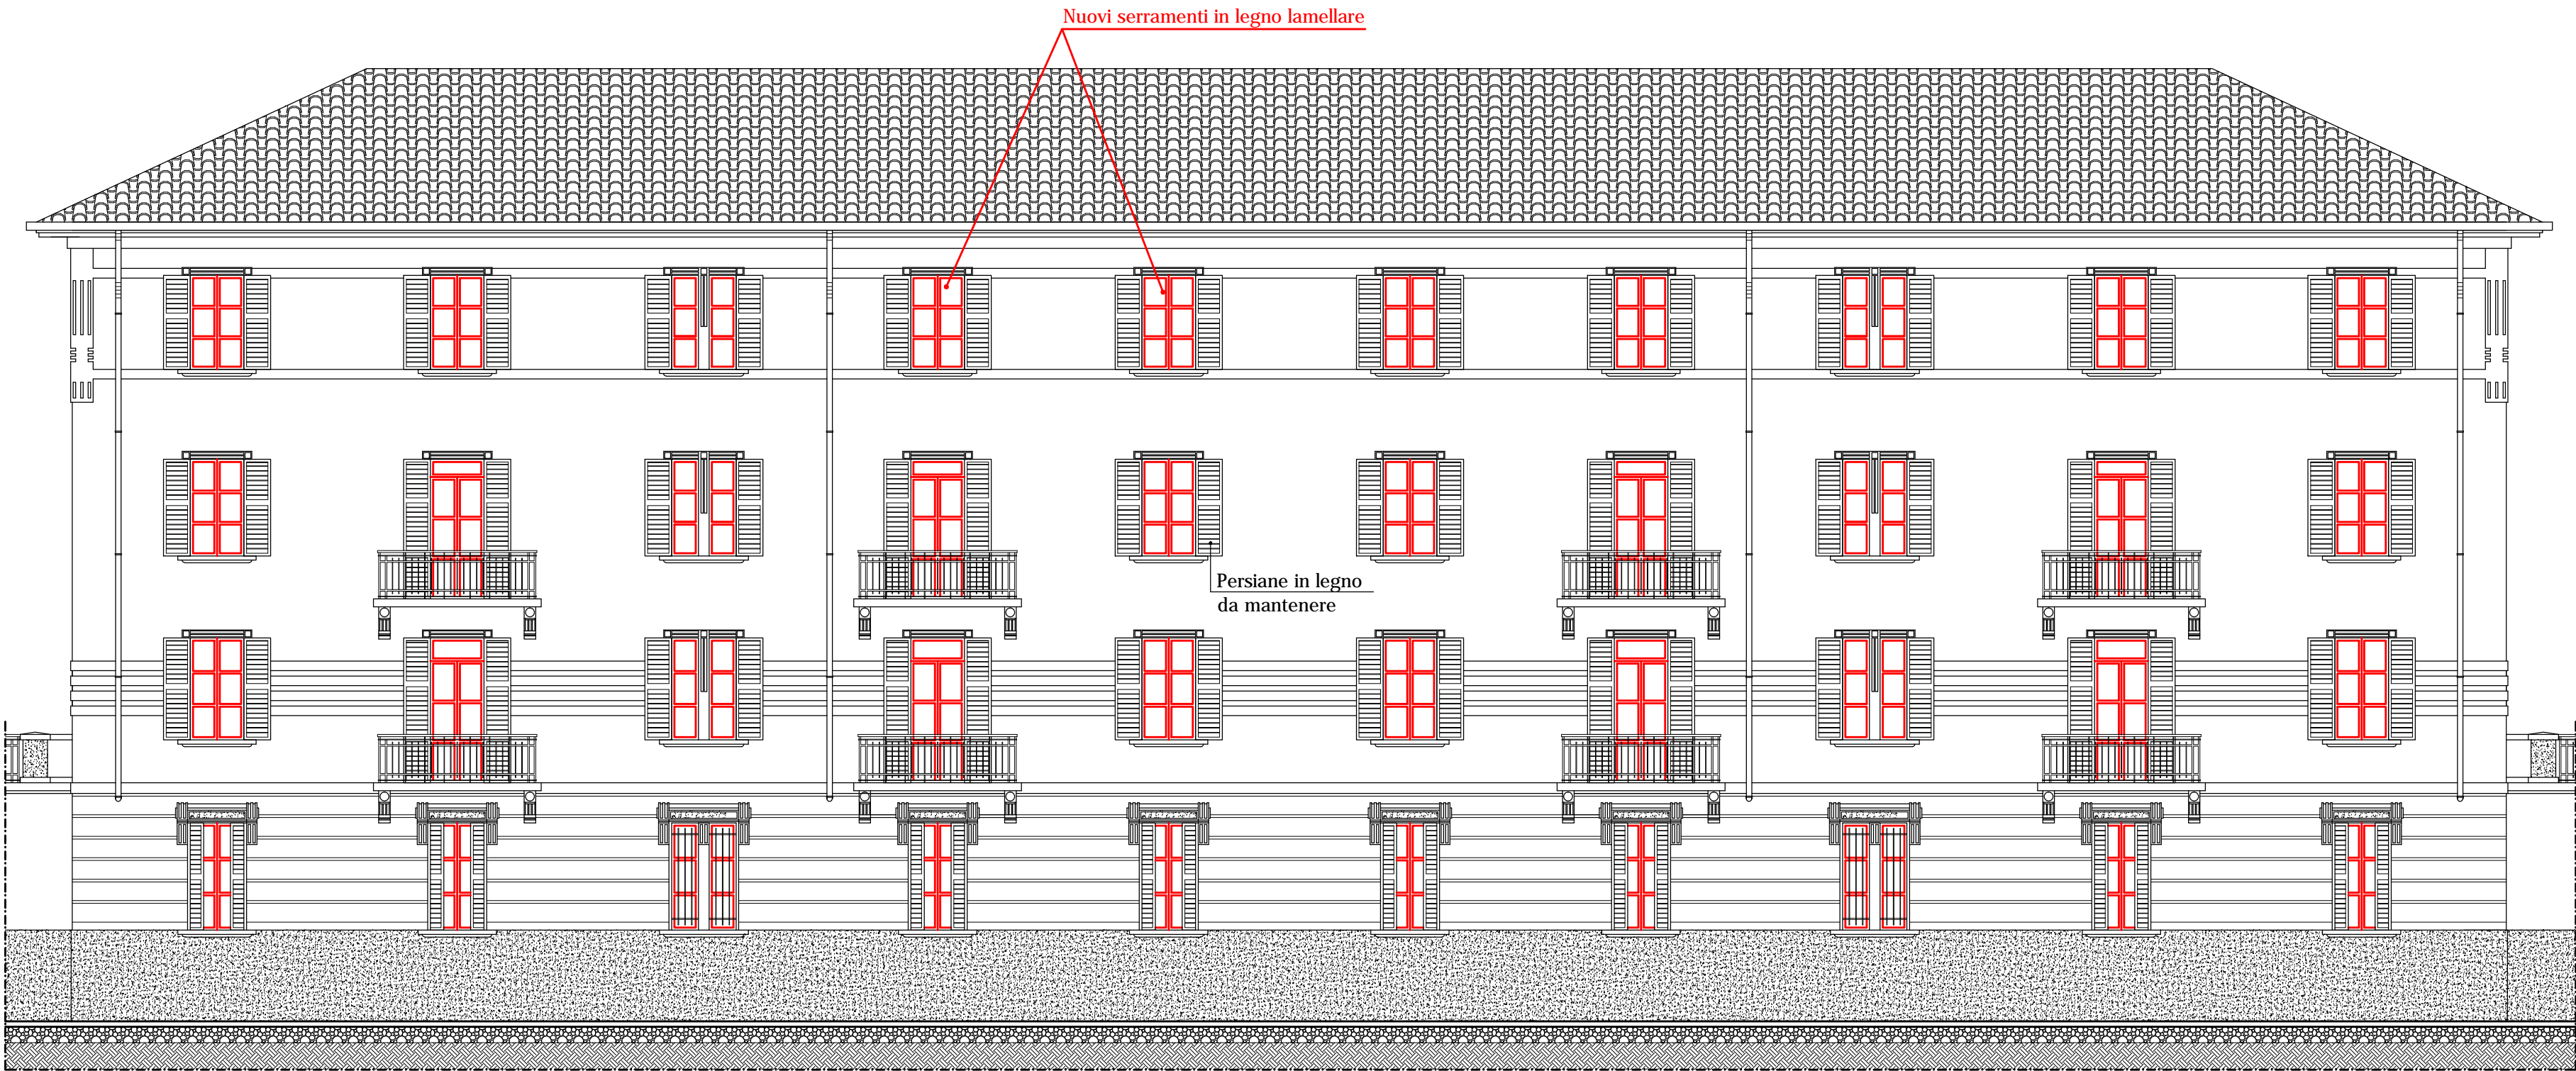 Nuovi serramenti in legno lamellare
Persiane in legno
da mantenere